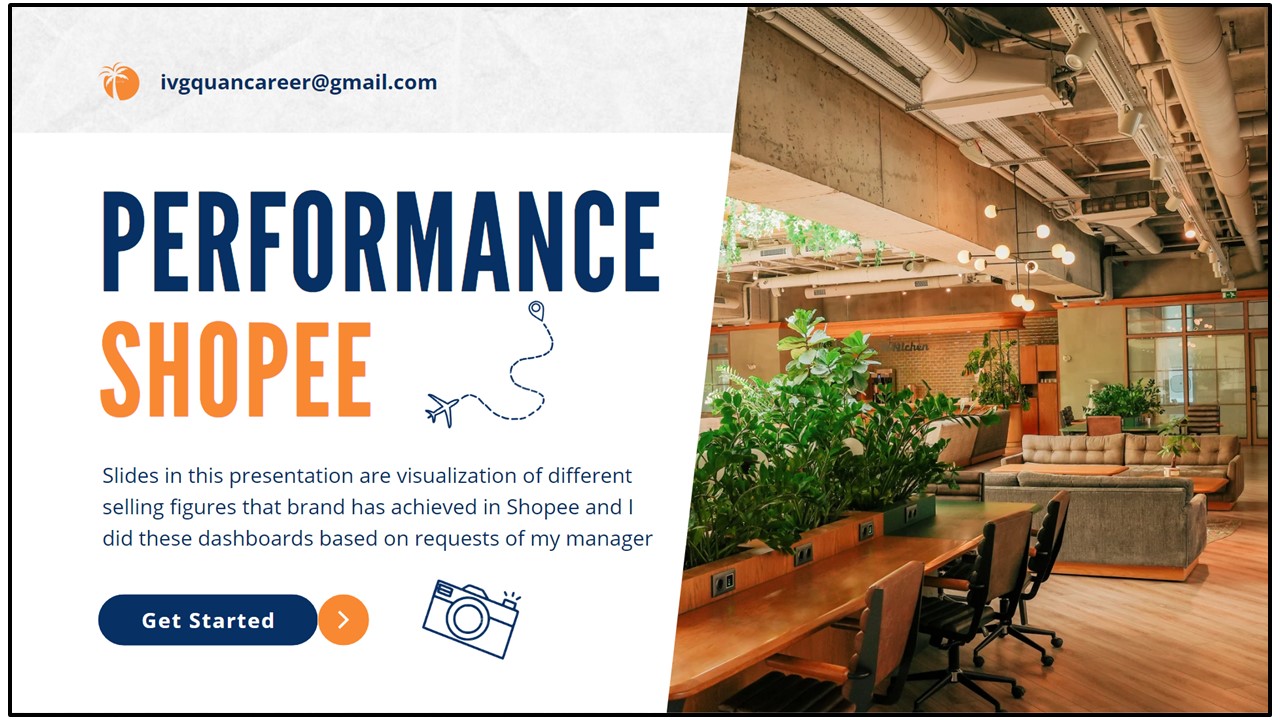 ivgquancareer@gmail.com
PERFORMANCE
SHOPEE
Slides in this presentation are visualization of different
selling figures that brand has achieved in Shopee and I
did these dashboards based on requests of my manager
Get Started
Kitchen